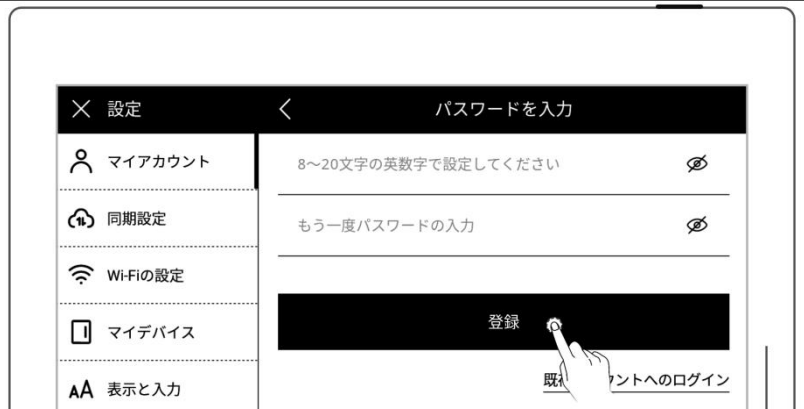 設定
パスワードを入力
マイアカウント
8～20文字の英数字で設定してください
同期設定
もう一度パスワードの入力
Wi-Fiの設定
マイデバイス
登録
表示と入力
ウントへのログイン